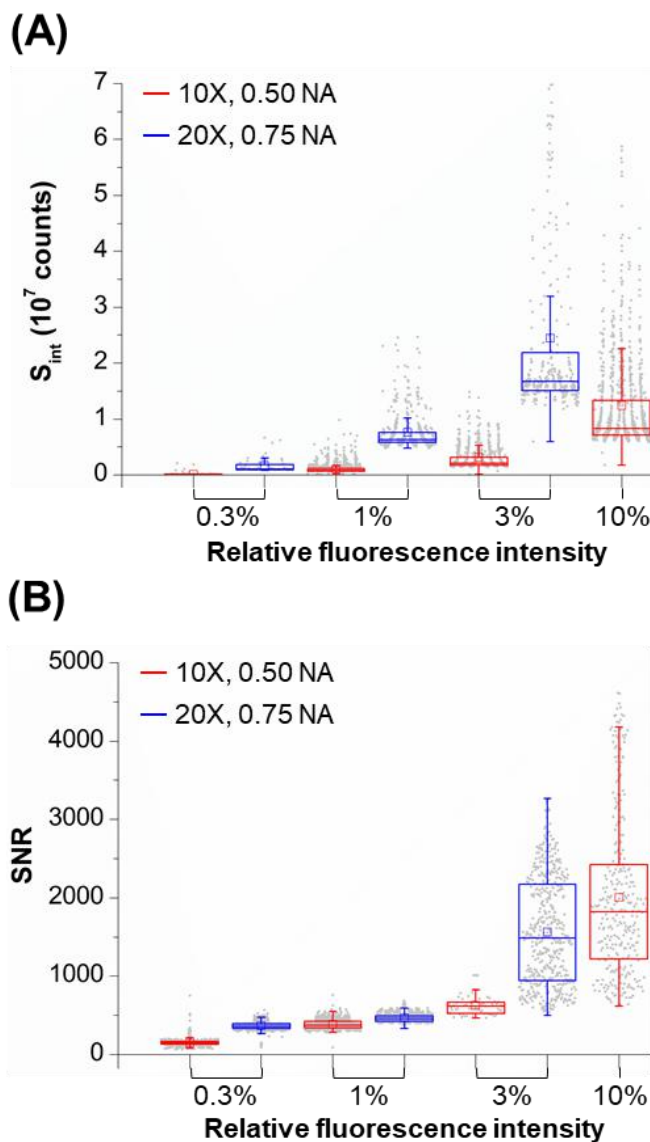 (A)
7
10X, 0.50 NA
6
20X, 0.75 NA
5
4
3
2
1
0
S_int (10^7 counts)
0.3% 1% 3% 10%
Relative fluorescence intensity
(B)
5000
10X, 0.50 NA
20X, 0.75 NA
4000
3000
2000
1000
0
SNR
0.3% 1% 3% 10%
Relative fluorescence intensity